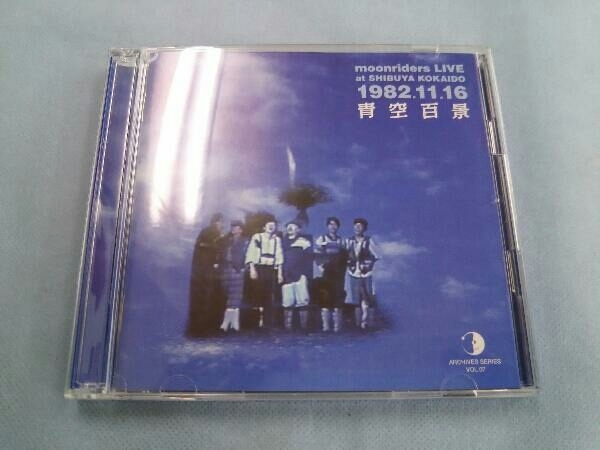 moonriders LIVE
at SHIBUYA KOKAIDO
1982.11.16
青空百景
ARCHIVES SERIES
VOL.07